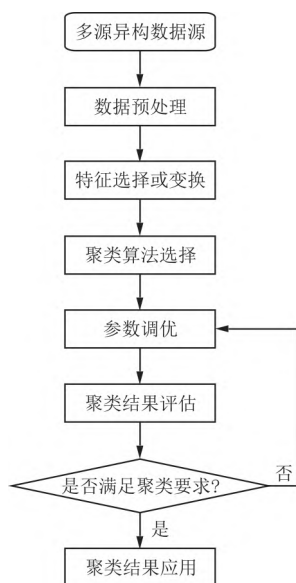 多源异构数据源
数据预处理
特征选择或变换
聚类算法选择
参数调优
聚类结果评估
是否满足聚类要求?
否
是
聚类结果应用